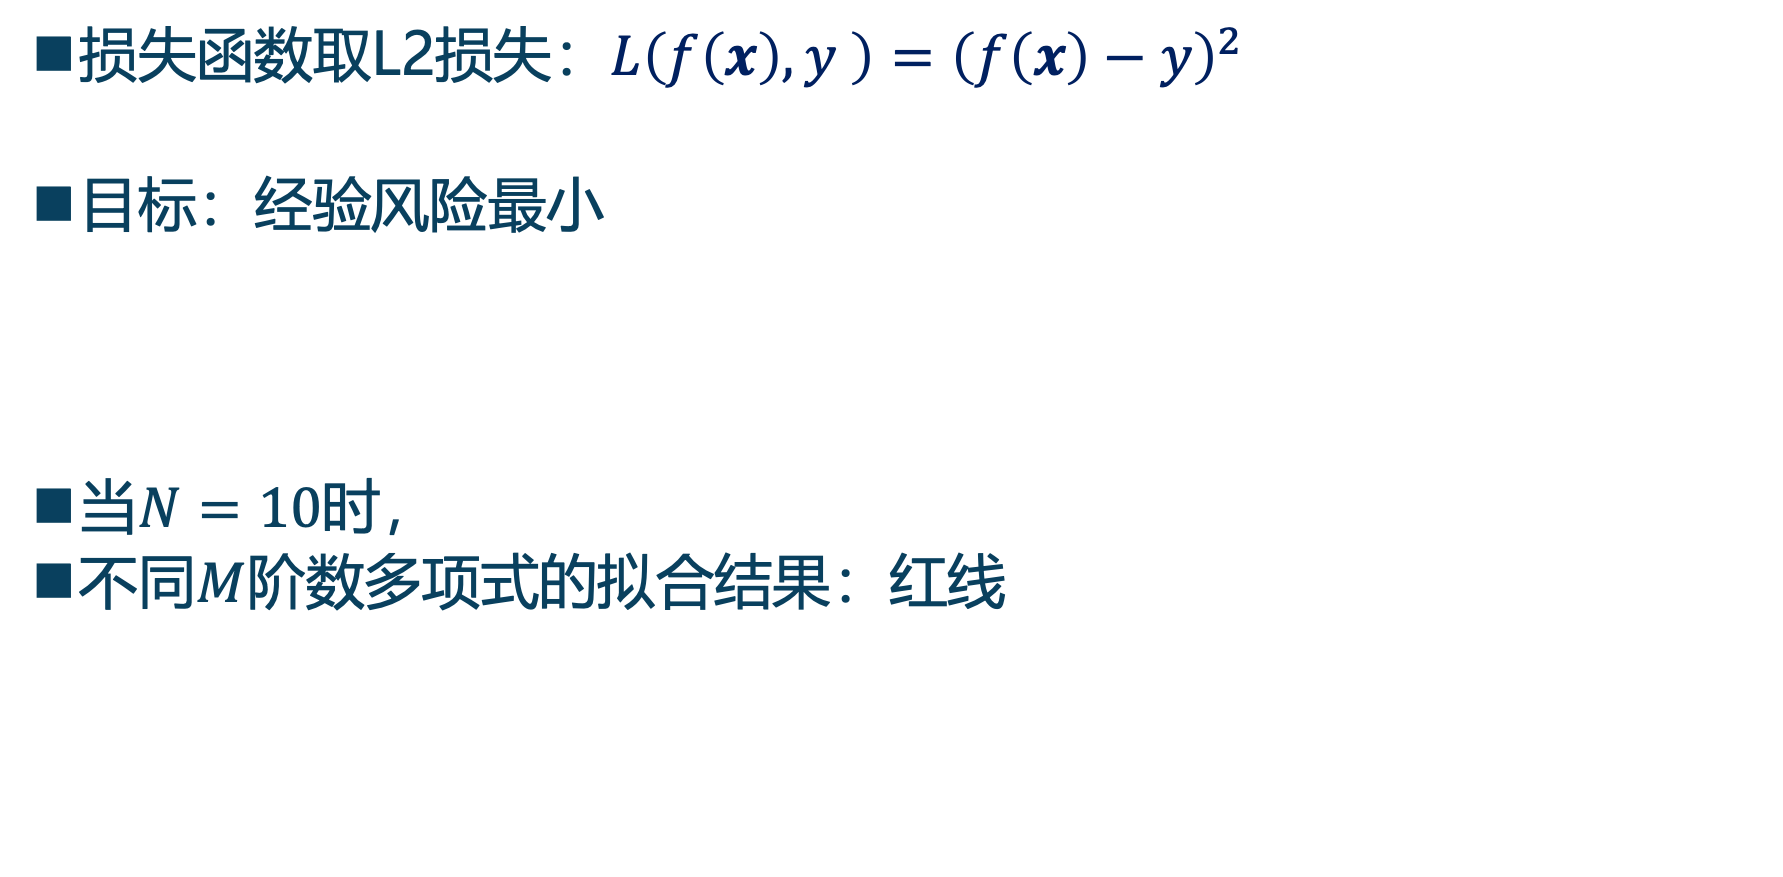 ■损失函数取L2损失：L(f(x), y ) = (f(x) − y)²
■目标：经验风险最小
■当N = 10时，
■不同M阶数多项式的拟合结果：红线